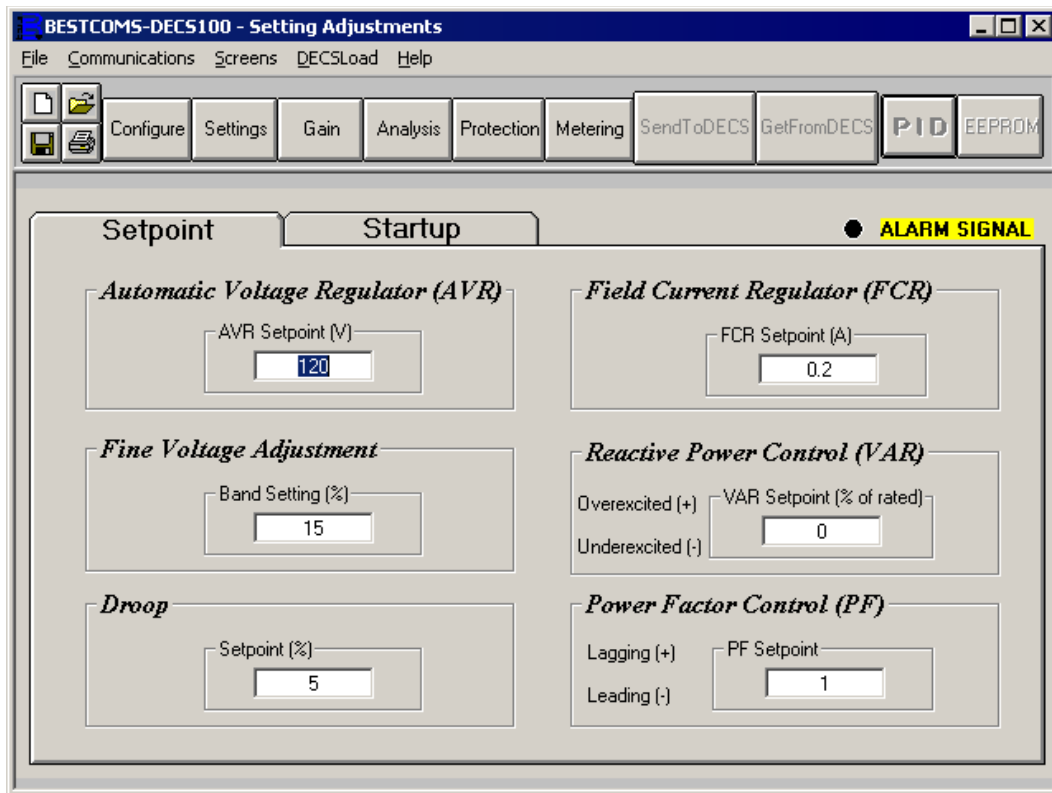 BESTCOMS-DECS100 - Setting Adjustments
File Communications Screens DECSLoad Help
Configure Settings Gain Analysis Protection Metering SendToDECS GetFromDECS PID EEPROM
Setpoint Startup ALARM SIGNAL
Automatic Voltage Regulator (AVR)
AVR Setpoint (V)
120
Field Current Regulator (FCR)
FCR Setpoint (A)
0.2
Fine Voltage Adjustment
Band Setting (%)
15
Reactive Power Control (VAR)
Overexcited (+)
Underexcited (-)
VAR Setpoint (% of rated)
0
Droop
Setpoint (%)
5
Power Factor Control (PF)
Lagging (+)
Leading (-)
PF Setpoint
1